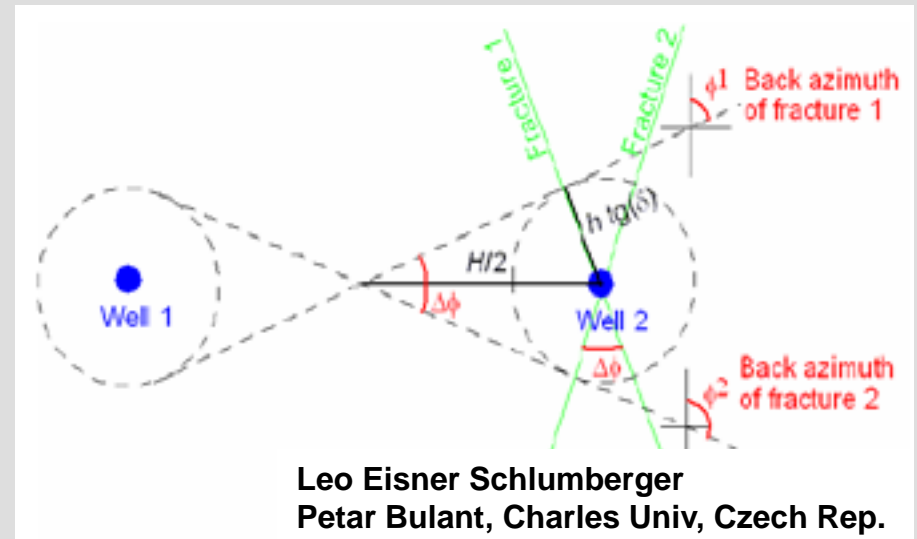 Fracture 1
Fracture 2
ϕ1 Back azimuth
of fracture 1
h tg(δ)
H/2
Δϕ
Well 1
Well 2
Δϕ
ϕ2 Back azimuth
of fracture 2
Leo Eisner Schlumberger
Petar Bulant, Charles Univ, Czech Rep.